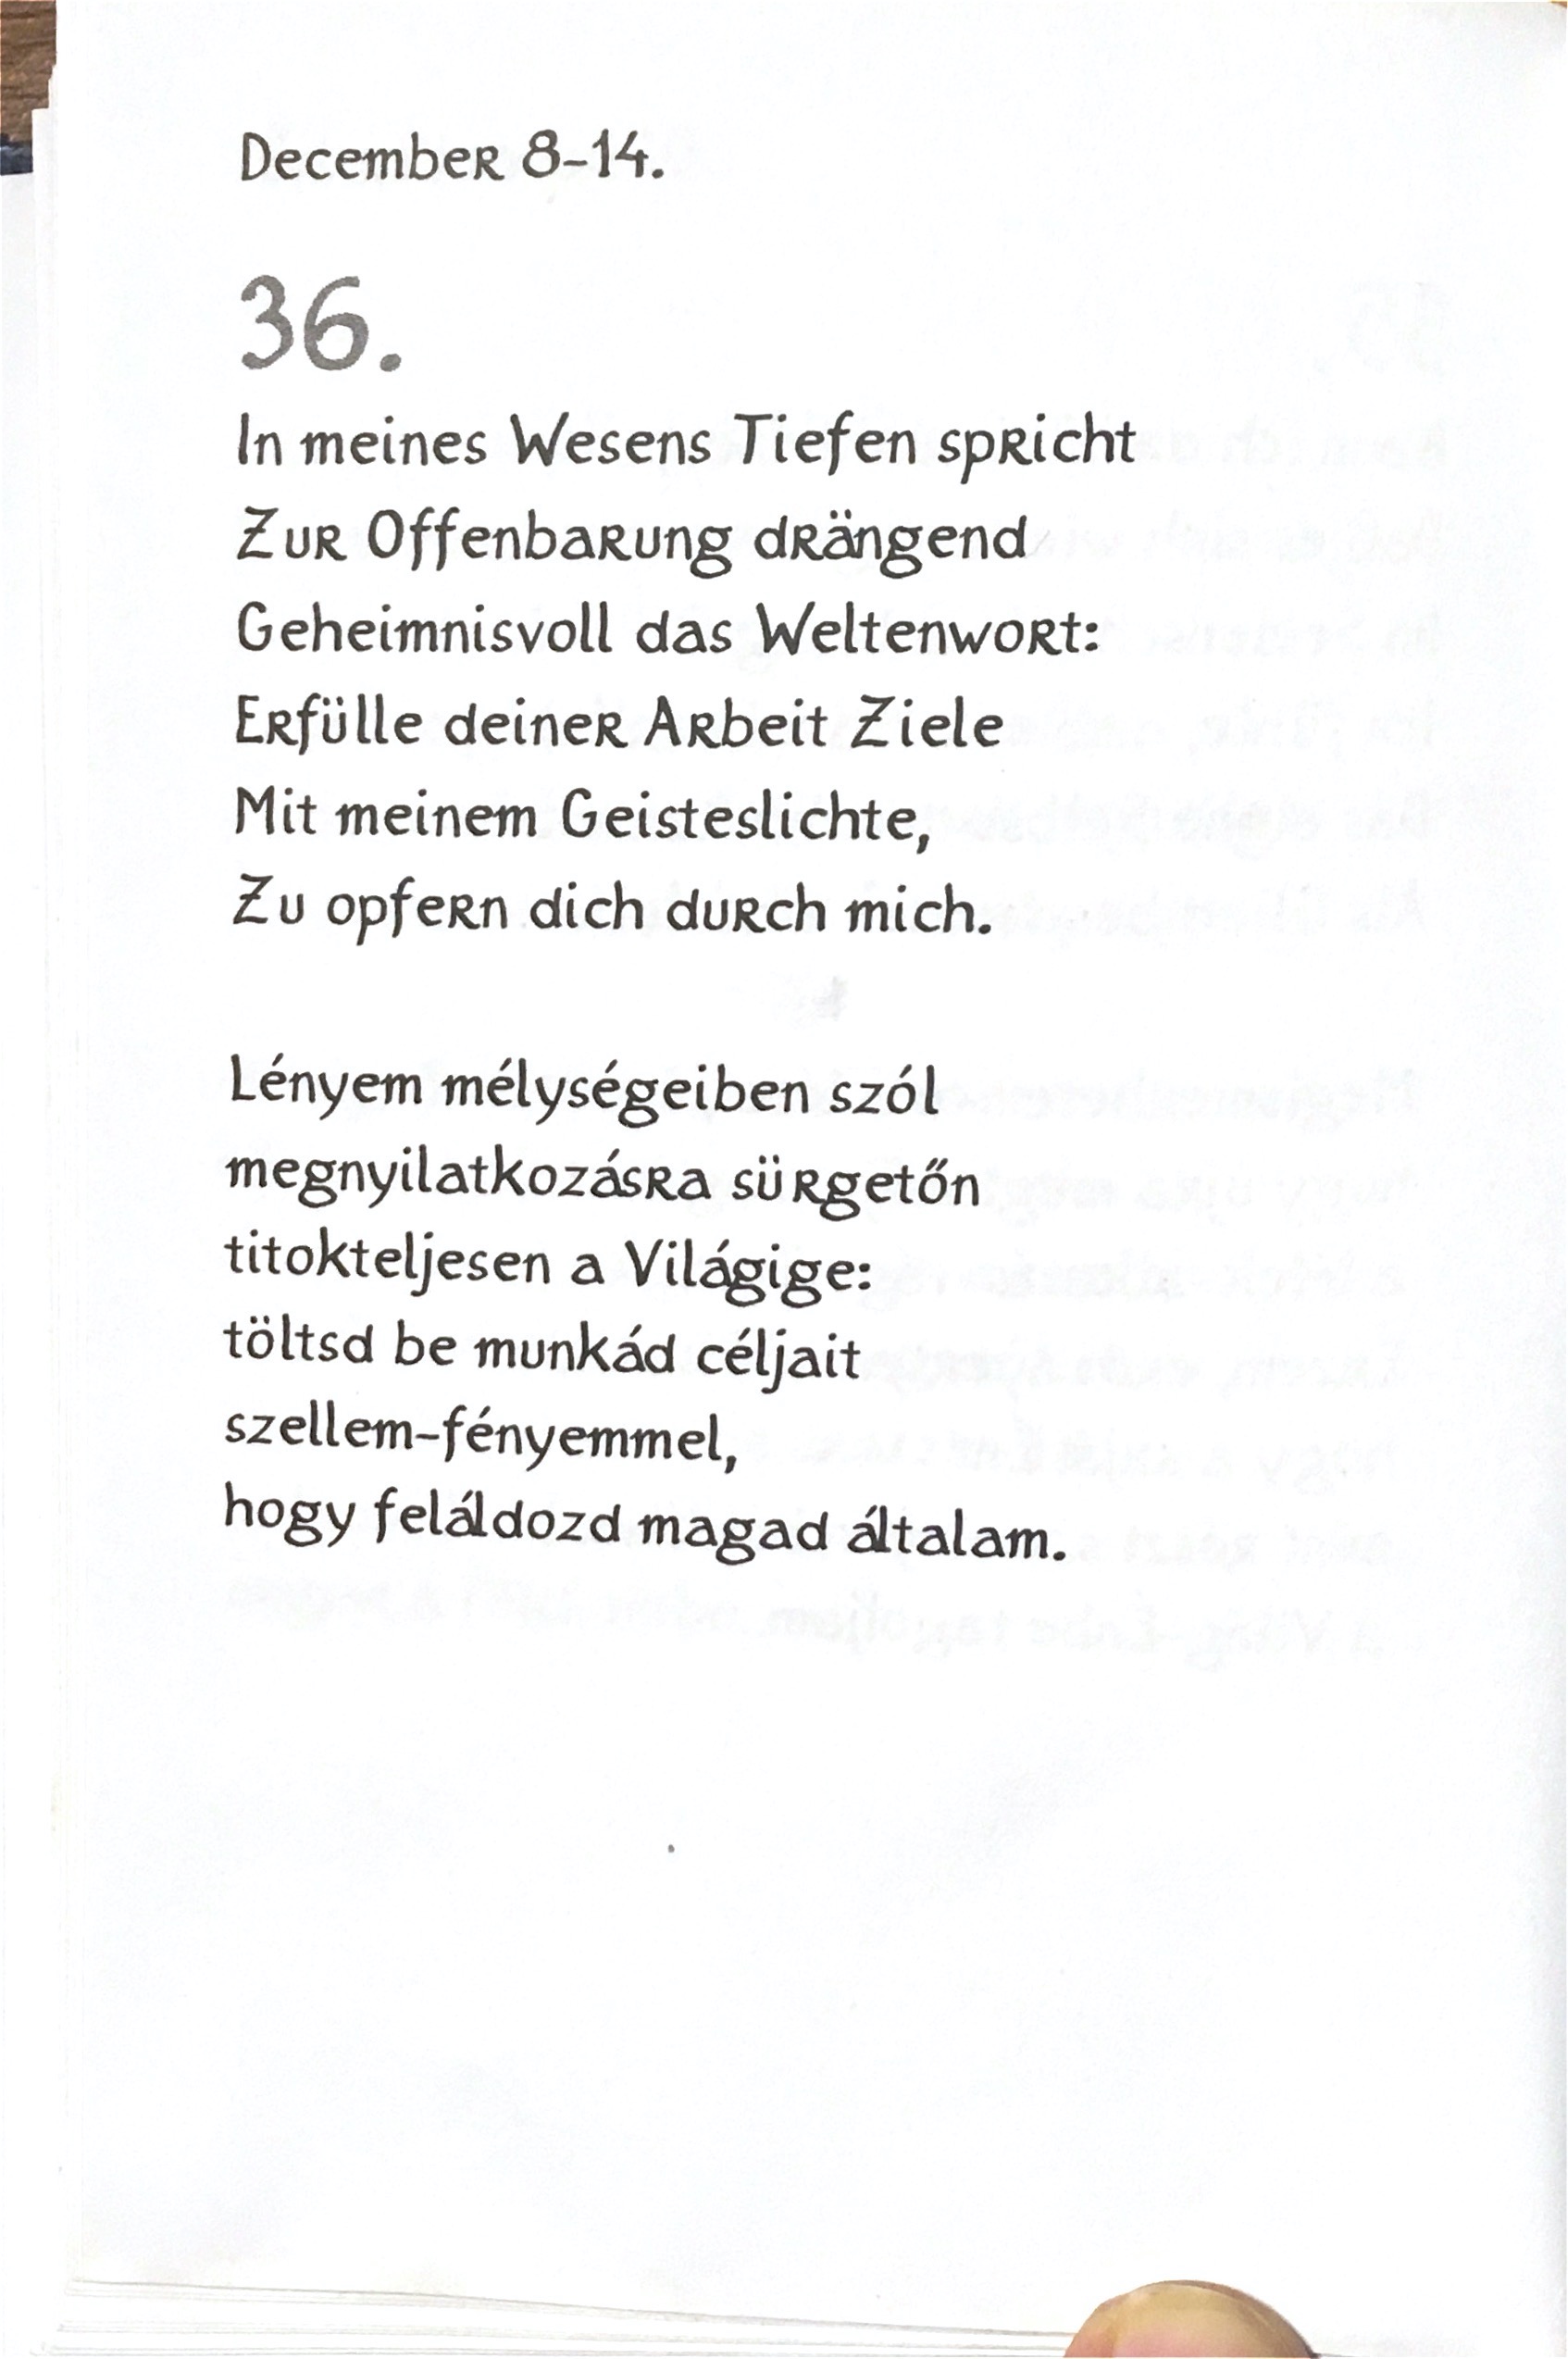 December 8-14.
36.
In meines Wesens Tiefen spricht
Zur Offenbarung drängend
Geheimnisvoll das Weltenwort:
Erfülle deiner Arbeit Ziele
Mit meinem Geisteslichte,
Zu opfern dich durch mich.
Lényem mélységeiben szól
megnyilatkozásra sürgetőn
titokteljesen a Világige:
töltsd be munkád céljait
szellem-fényemmel,
hogy feláldozd magad általam.